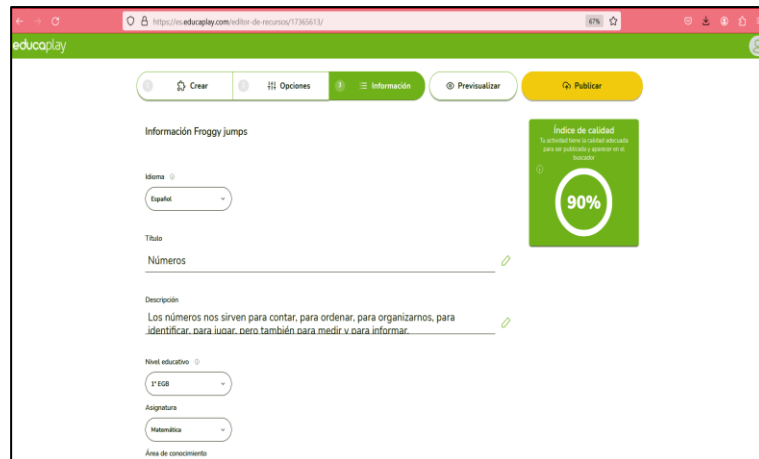 https://es.educaplay.com/editor-de-recursos/17365613/
67%
educaplay
Crear
Opciones
3 Información
Previsualizar
Publicar
Información Froggy jumps
Índice de calidad
Tu actividad tiene la calidad adecuada
para ser publicada y aparecer en el
buscador
90%
Idioma
Español
Título
Números
Descripción
Los números nos sirven para contar, para ordenar, para organizarnos, para
identificar, para jugar, pero también para medir y para informar.
Nivel educativo
1º EGB
Asignatura
Matemática
Área de conocimiento